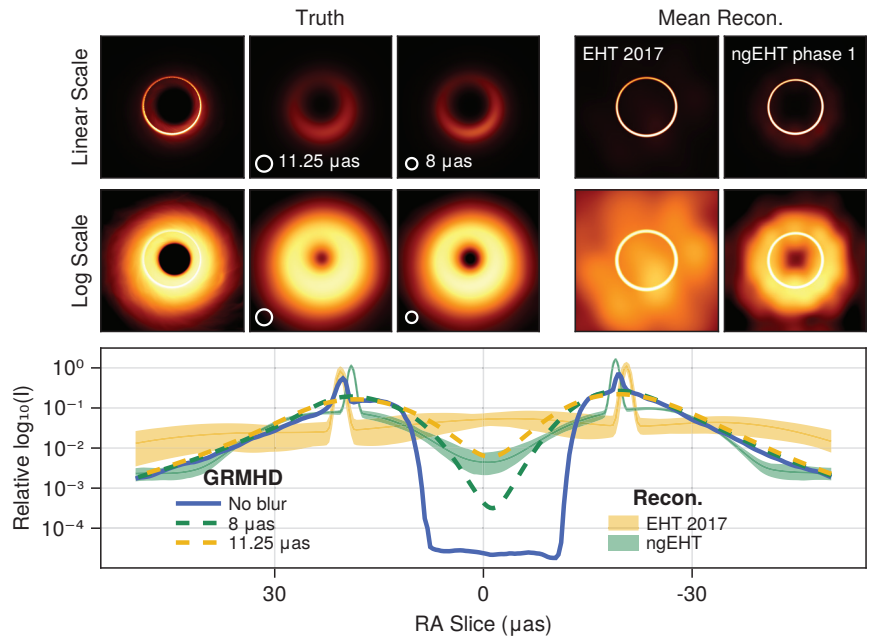 Truth
Mean Recon.
Linear Scale
11.25 µas
8 µas
EHT 2017
ngEHT phase 1
Log Scale
Relative log₁₀(I)
10⁰
10⁻¹
10⁻²
10⁻³
10⁻⁴
GRMHD
No blur
8 µas
11.25 µas
Recon.
EHT 2017
ngEHT
30
0
-30
RA Slice (µas)